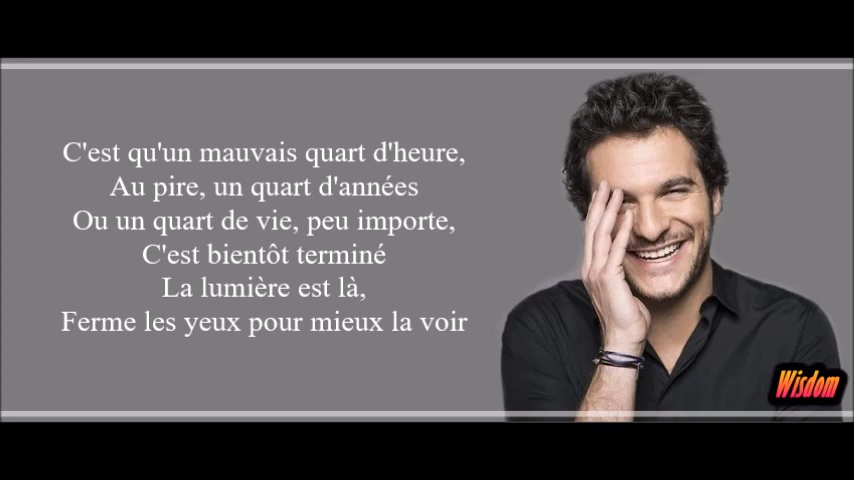 C'est qu'un mauvais quart d'heure,
Au pire, un quart d'années
Ou un quart de vie, peu importe,
C'est bientôt terminé
La lumière est là,
Ferme les yeux pour mieux la voir
Wisdom